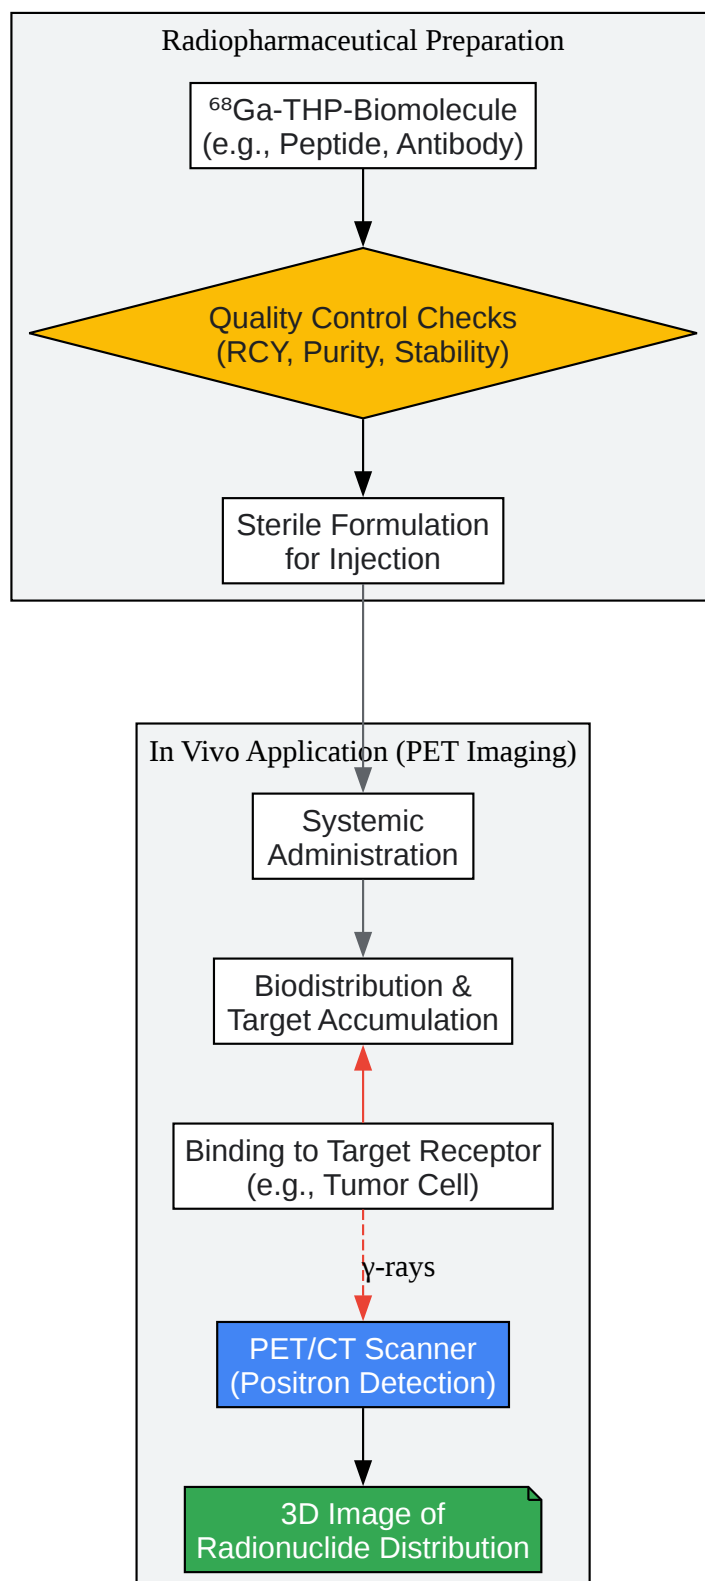 Radiopharmaceutical Preparation
⁶⁸Ga-THP-Biomolecule
(e.g., Peptide, Antibody)
Quality Control Checks
(RCY, Purity, Stability)
Sterile Formulation
for Injection
In Vivo Application (PET Imaging)
Systemic
Administration
Biodistribution &
Target Accumulation
Binding to Target Receptor
(e.g., Tumor Cell)
γ-rays
PET/CT Scanner
(Positron Detection)
3D Image of
Radionuclide Distribution